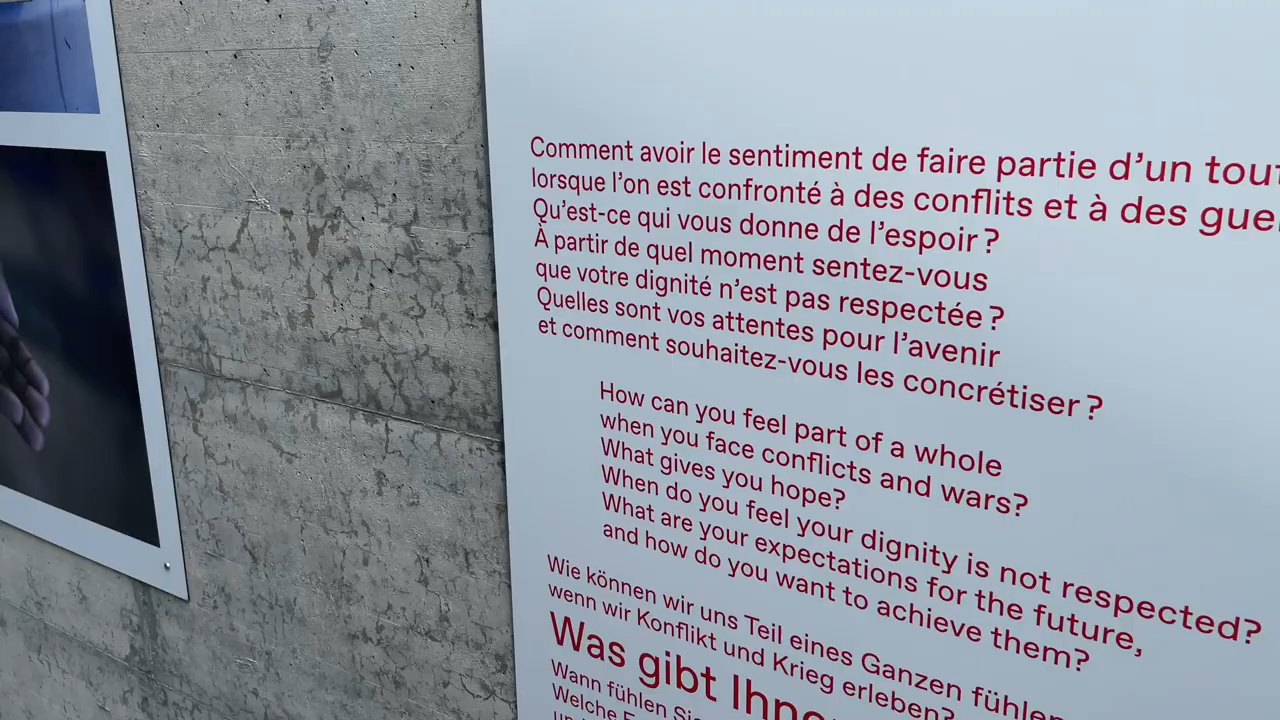 Comment avoir le sentiment de faire partie d'un tout
lorsque l'on est confronté à des conflits et à des
Qu'est-ce qui vous donne de l'espoir ?
À partir de quel moment sentez-vous
que votre dignité n'est pas respectée ?
Quelles sont vos attentes pour l'avenir
et comment souhaitez-vous les concrétiser ?
How can you feel part of a whole
when you face conflicts and wars?
What gives you hope?
When do you feel your dignity is not respected?
What are your expectations for the future,
and how do you want to achieve them?
Wie können wir uns Teil eines Ganzen fühlen
wenn wir Konflikt und Krieg erleben?
Was gibt
Wann fühlen
Welche